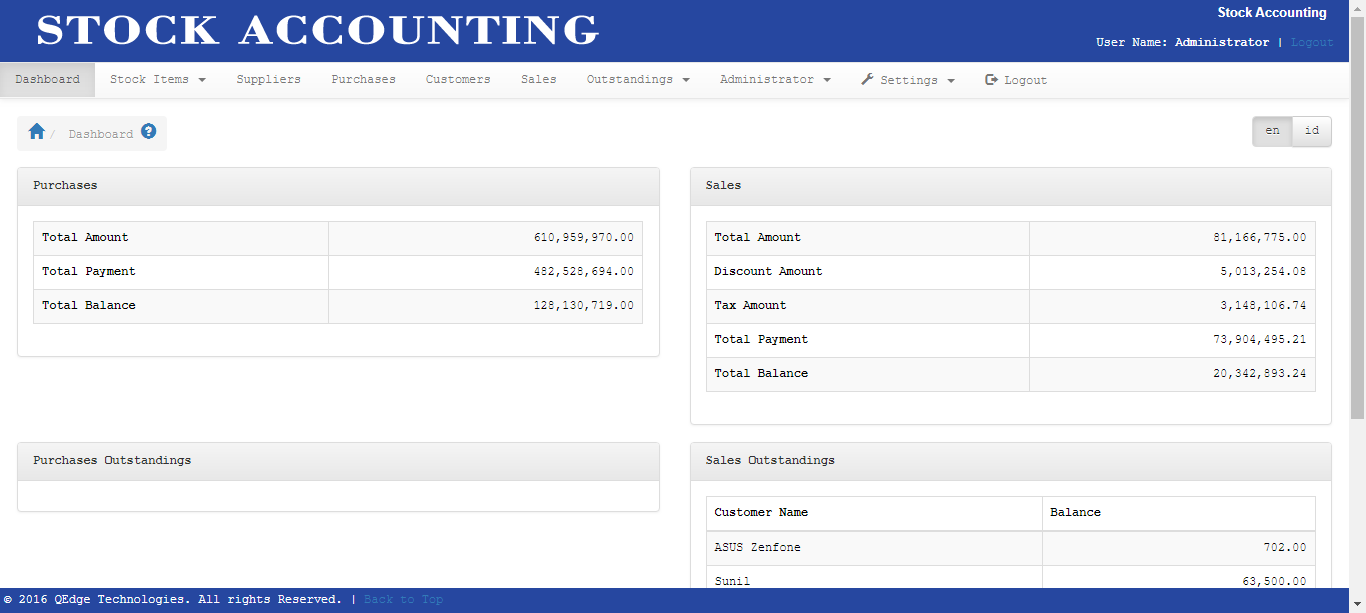 STOCK ACCOUNTING
Stock Accounting
User Name: Administrator | Logout
Dashboard Stock Items Suppliers Purchases Customers Sales Outstandings Administrator Settings Logout
/ Dashboard ?
en id
Purchases
Total Amount 610,959,970.00
Total Payment 482,528,694.00
Total Balance 128,130,719.00
Sales
Total Amount 81,166,775.00
Discount Amount 5,013,254.08
Tax Amount 3,148,106.74
Total Payment 73,904,495.21
Total Balance 20,342,893.24
Purchases Outstandings
Sales Outstandings
Customer Name Balance
ASUS Zenfone 702.00
Sunil 63,500.00
© 2016 QEdge Technologies. All rights Reserved. | Back to Top